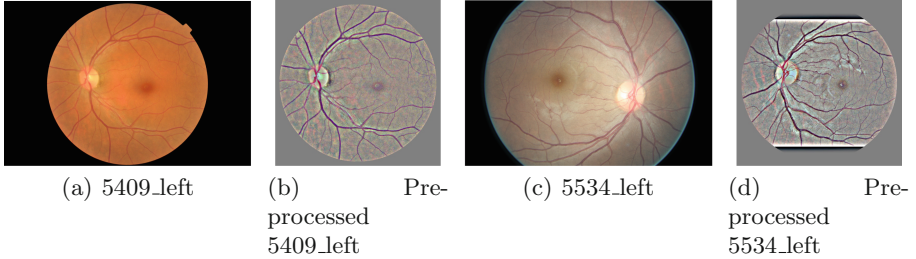 (a) 5409_left
(b) Pre-
processed
5409_left
(c) 5534_left
(d) Pre-
processed
5534_left